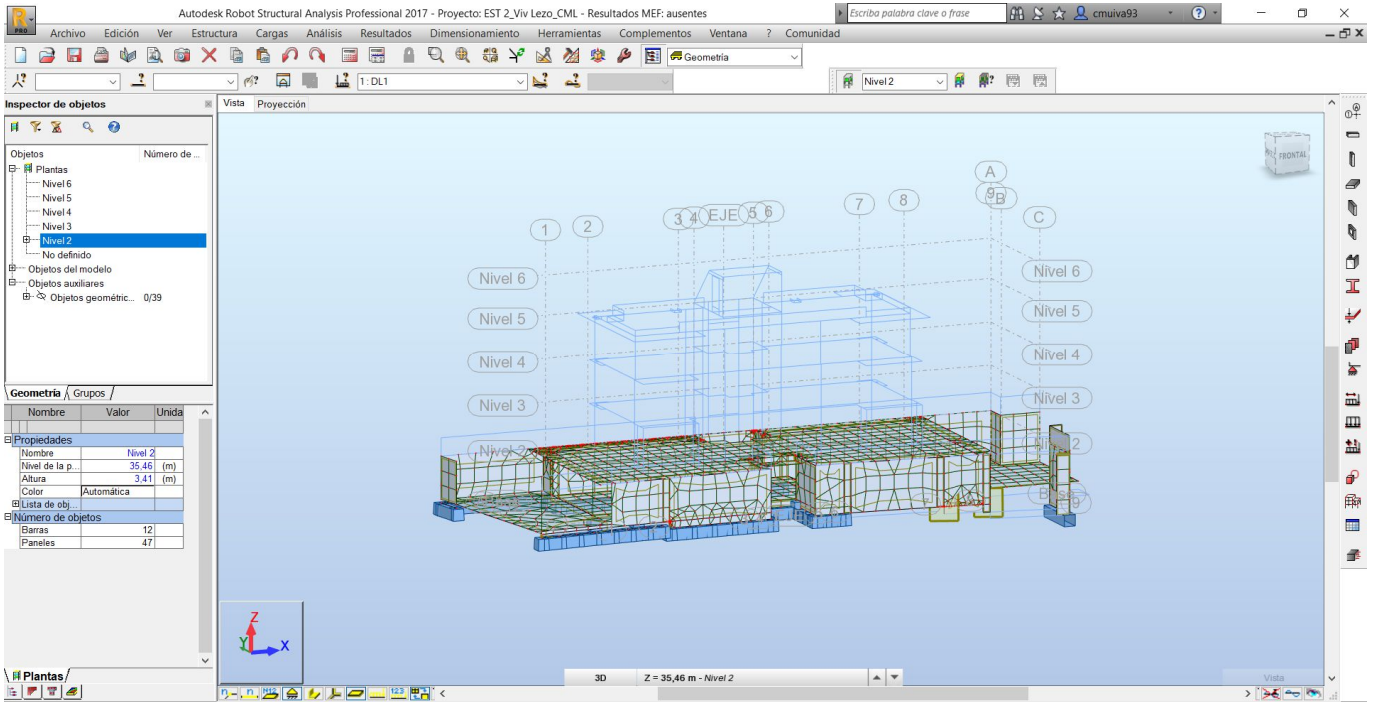 Autodesk Robot Structural Analysis Professional 2017 - Proyecto: EST 2_Viv Lezo_CML - Resultados MEF: ausentes
Escriba palabra clave o frase
cmuiva93
PRO
Archivo Edición Ver Estructura Cargas Análisis Resultados Dimensionamiento Herramientas Complementos Ventana ? Comunidad
Geometría
1: DL1
Nivel 2
Inspector de objetos
Vista Proyección
Objetos Número de ...
Plantas
Nivel 6
Nivel 5
Nivel 4
Nivel 3
Nivel 2
No definido
Objetos del modelo
Objetos auxiliares
Objetos geométric... 0/39
Geometría Grupos
Nombre Valor Unida
Propiedades
Nombre Nivel 2
Nivel de la p... 35,46 (m)
Altura 3,41 (m)
Color Automática
Lista de obj...
Número de objetos
Barras 12
Paneles 47
Plantas
FRONTAL
1 2 3 4 EJE 5 6 7 8 A 9 B C
Nivel 6 Nivel 6
Nivel 5 Nivel 5
Nivel 4 Nivel 4
Nivel 3 Nivel 3
Nivel 2
Z
Y X
3D Z = 35,46 m - Nivel 2
Vista